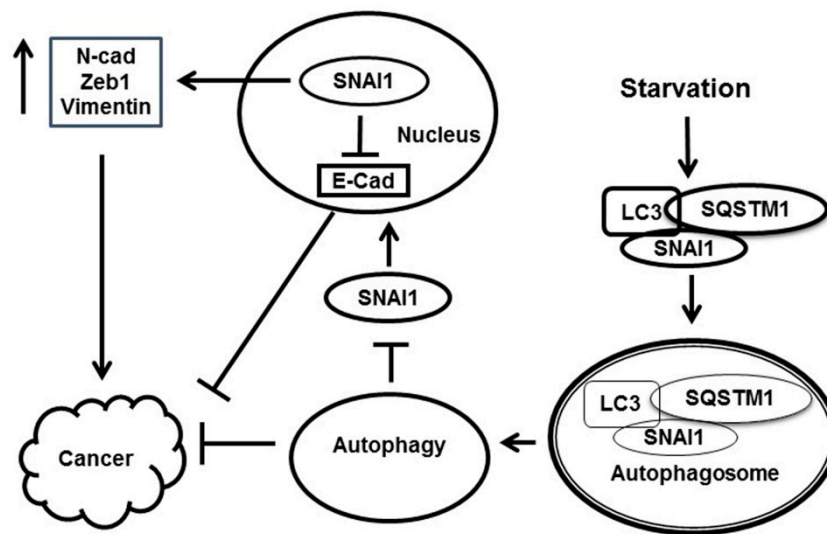 N-cad
Zeb1
Vimentin
SNAI1
Nucleus
E-Cad
SNAI1
Autophagy
Cancer
Starvation
LC3
SQSTM1
SNAI1
LC3
SQSTM1
SNAI1
Autophagosome